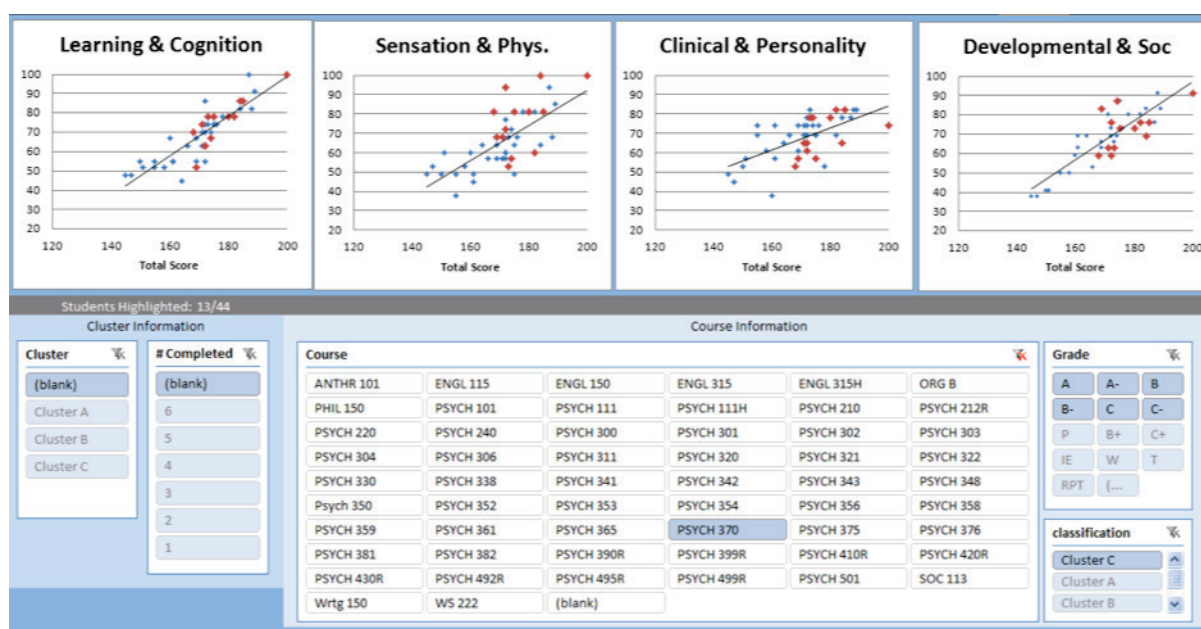 Learning & Cognition
100
90
80
70
60
50
40
30
20
120 140 160 180 200
Total Score
Sensation & Phys.
100
90
80
70
60
50
40
30
20
120 140 160 180 200
Total Score
Clinical & Personality
100
90
80
70
60
50
40
30
20
120 140 160 180 200
Total Score
Developmental & Soc
100
90
80
70
60
50
40
30
20
120 140 160 180 200
Total Score
Students Highlighted: 13/44
Cluster Information
Cluster
(blank)
Cluster A
Cluster B
Cluster C
# Completed
(blank)
6
5
4
3
2
1
Course Information
Course
ANTHR 101 ENGL 115 ENGL 150 ENGL 315 ENGL 315H ORG B
PHIL 150 PSYCH 101 PSYCH 111 PSYCH 111H PSYCH 210 PSYCH 212R
PSYCH 220 PSYCH 240 PSYCH 300 PSYCH 301 PSYCH 302 PSYCH 303
PSYCH 304 PSYCH 306 PSYCH 311 PSYCH 320 PSYCH 321 PSYCH 322
PSYCH 330 PSYCH 338 PSYCH 341 PSYCH 342 PSYCH 343 PSYCH 348
Psych 350 PSYCH 352 PSYCH 353 PSYCH 354 PSYCH 356 PSYCH 358
PSYCH 359 PSYCH 361 PSYCH 365 PSYCH 370 PSYCH 375 PSYCH 376
PSYCH 381 PSYCH 382 PSYCH 390R PSYCH 399R PSYCH 410R PSYCH 420R
PSYCH 430R PSYCH 492R PSYCH 495R PSYCH 499R PSYCH 501 SOC 113
Wrtg 150 WS 222 (blank)
Grade
A A- B
B- C C-
P B+ C+
IE W T
RPT (...
classification
Cluster C
Cluster A
Cluster B